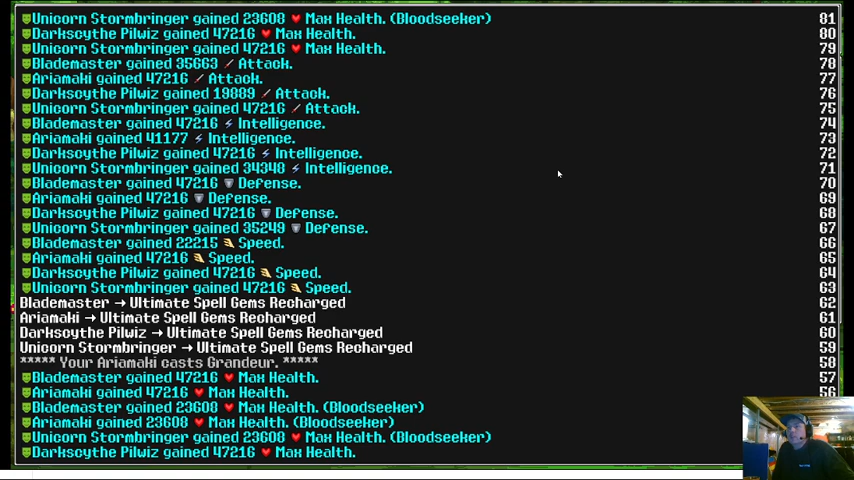 Unicorn Stormbringer gained 23608 Max Health. (Bloodseeker) 81
Darkscythe Pilwiz gained 47216 Max Health. 80
Unicorn Stormbringer gained 47216 Max Health. 79
Blademaster gained 35663 Attack. 78
Ariamaki gained 47216 Attack. 77
Darkscythe Pilwiz gained 19889 Attack. 76
Unicorn Stormbringer gained 47216 Attack. 75
Blademaster gained 47216 Intelligence. 74
Ariamaki gained 41177 Intelligence. 73
Darkscythe Pilwiz gained 47216 Intelligence. 72
Unicorn Stormbringer gained 34348 Intelligence. 71
Blademaster gained 47216 Defense. 70
Ariamaki gained 47216 Defense. 69
Darkscythe Pilwiz gained 47216 Defense. 68
Unicorn Stormbringer gained 35249 Defense. 67
Blademaster gained 22215 Speed. 66
Ariamaki gained 47216 Speed. 65
Darkscythe Pilwiz gained 47216 Speed. 64
Unicorn Stormbringer gained 47216 Speed. 63
Blademaster → Ultimate Spell Gems Recharged 62
Ariamaki → Ultimate Spell Gems Recharged 61
Darkscythe Pilwiz → Ultimate Spell Gems Recharged 60
Unicorn Stormbringer → Ultimate Spell Gems Recharged 59
***** Your Ariamaki casts Grandeur. ***** 58
Blademaster gained 47216 Max Health. 57
Ariamaki gained 47216 Max Health. 56
Blademaster gained 23608 Max Health. (Bloodseeker)
Ariamaki gained 23608 Max Health. (Bloodseeker)
Unicorn Stormbringer gained 23608 Max Health. (Bloodseeker)
Darkscythe Pilwiz gained 47216 Max Health.